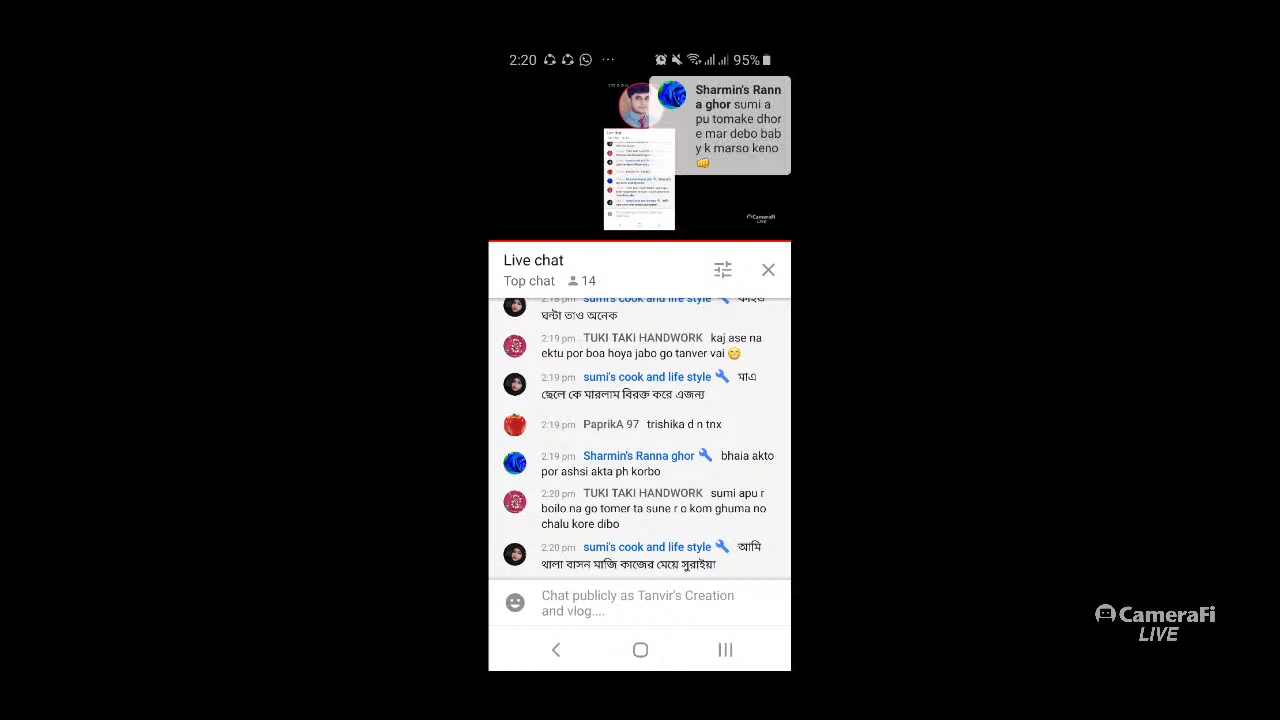 2:20 ... 95%
Sharmin's Rann
a ghor sumi a
pu tomake dhor
e mar debo bab
y k marso keno
👊
CameraFi
LIVE
Live chat
Top chat 14
2:18 pm sumi's cook and life style
ঘন্টা তাও অনেক
2:19 pm TUKI TAKI HANDWORK kaj ase na
ektu por boa hoya jabo go tanver vai 😁
2:19 pm sumi's cook and life style মাএ
ছেলে কে মারলাম বিরক্ত করে এজন্য
2:19 pm PaprikA 97 trishika d n tnx
2:19 pm Sharmin's Ranna ghor bhaia akto
por ashsi akta ph korbo
2:20 pm TUKI TAKI HANDWORK sumi apu r
boilo na go tomer ta sune r o kom ghuma no
chalu kore dibo
2:20 pm sumi's cook and life style আমি
থালা বাসন মাজি কাজের মেয়ে সুরাইয়া
Chat publicly as Tanvir's Creation
and vlog....
CameraFi
LIVE